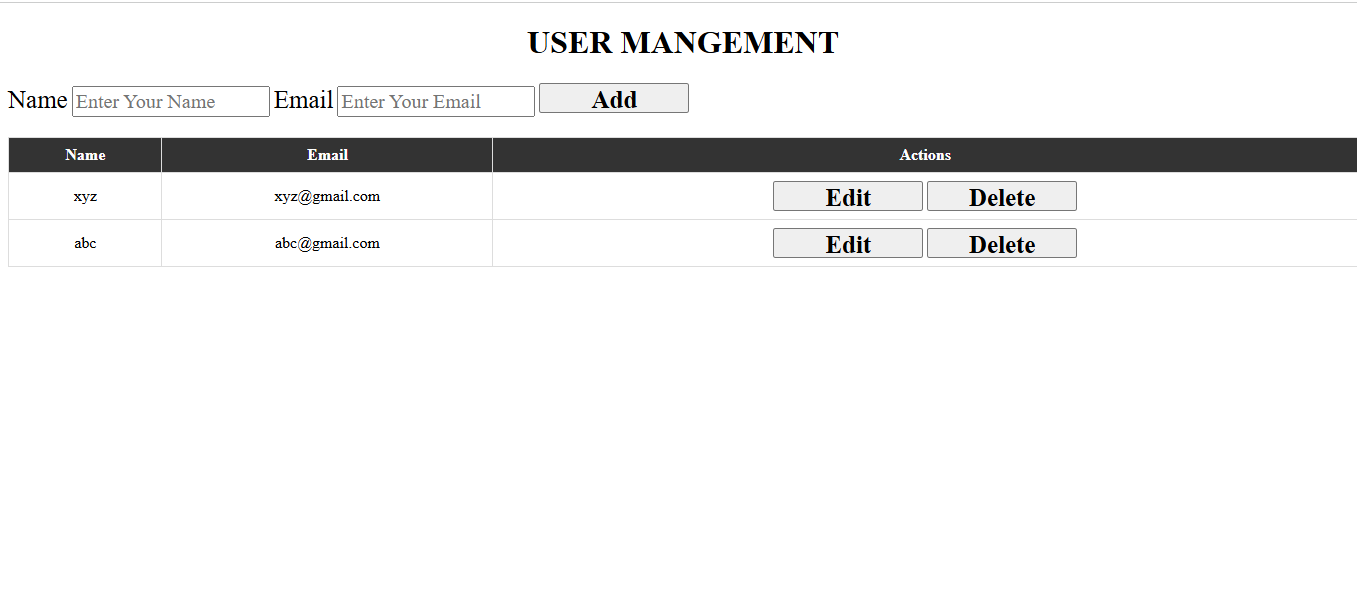 USER MANGEMENT
Name Enter Your Name Email Enter Your Email Add
Name Email Actions
xyz xyz@gmail.com Edit Delete
abc abc@gmail.com Edit Delete